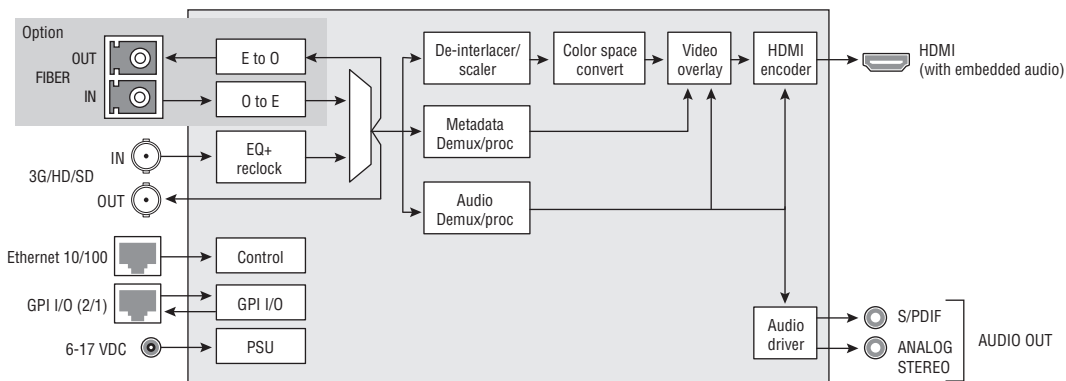 Option
OUT
FIBER
IN
E to O
O to E
3G/HD/SD
IN
OUT
EQ+
reclock
De-interlacer/
scaler
Color space
convert
Video
overlay
HDMI
encoder
HDMI
(with embedded audio)
Metadata
Demux/proc
Audio
Demux/proc
Ethernet 10/100
Control
GPI I/O (2/1)
GPI I/O
6-17 VDC
PSU
Audio
driver
S/PDIF
ANALOG
STEREO
AUDIO OUT